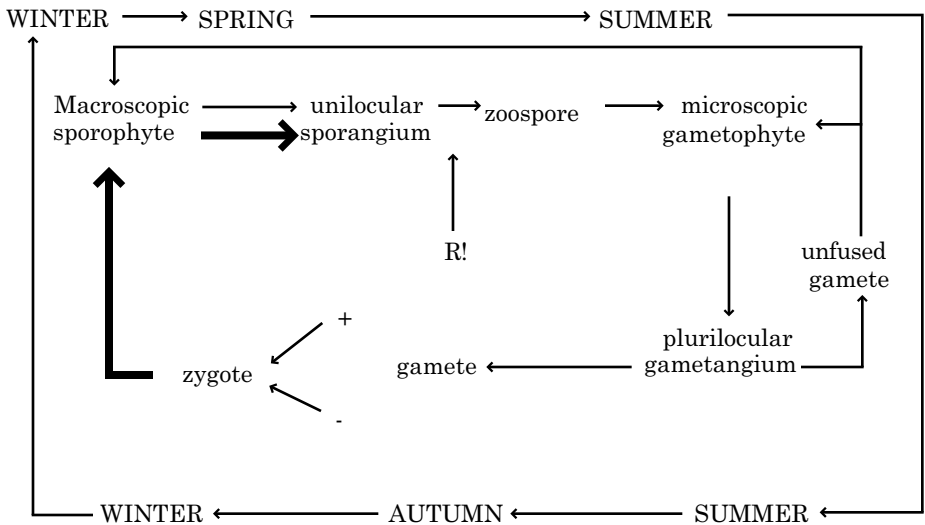 WINTER SPRING SUMMER
Macroscopic
sporophyte
unilocular
sporangium
zoospore
microscopic
gametophyte
R!
unfused
gamete
+
plurilocular
gametangium
gamete
zygote
-
WINTER AUTUMN SUMMER